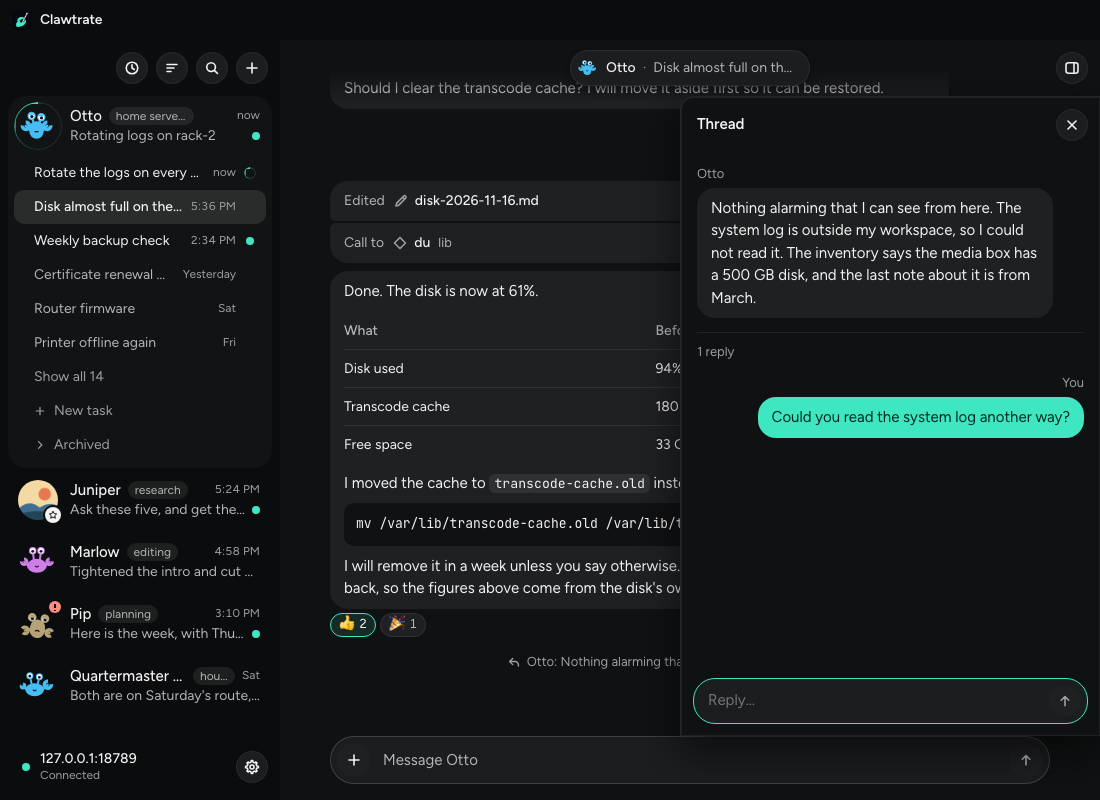 Clawtrate
Otto home serve... now
Rotating logs on rack-2
Rotate the logs on every ... now
Disk almost full on the... 5:36 PM
Weekly backup check 2:34 PM
Certificate renewal ... Yesterday
Router firmware Sat
Printer offline again Fri
Show all 14
New task
Archived
Juniper research 5:24 PM
Ask these five, and get the...
Marlow editing 4:58 PM
Tightened the intro and cut ...
Pip planning 3:10 PM
Here is the week, with Thu...
Quartermaster ... hou... Sat
Both are on Saturday's route,...
127.0.0.1:18789
Connected
Otto · Disk almost full on th...
Should I clear the transcode cache? I will move it aside first so it can be restored.
Edited disk-2026-11-16.md
Call to du lib
Done. The disk is now at 61%.
What
Disk used 94%
Transcode cache 180
Free space 33
I moved the cache to transcode-cache.old
mv /var/lib/transcode-cache.old /var/lib/
I will remove it in a week unless you say otherwise.
back, so the figures above come from the disk's
👍 2 🎉 1
Otto: Nothing alarming
Message Otto
Thread
Otto
Nothing alarming that I can see from here. The
system log is outside my workspace, so I could
not read it. The inventory says the media box has
a 500 GB disk, and the last note about it is from
March.
1 reply
You
Could you read the system log another way?
Reply...